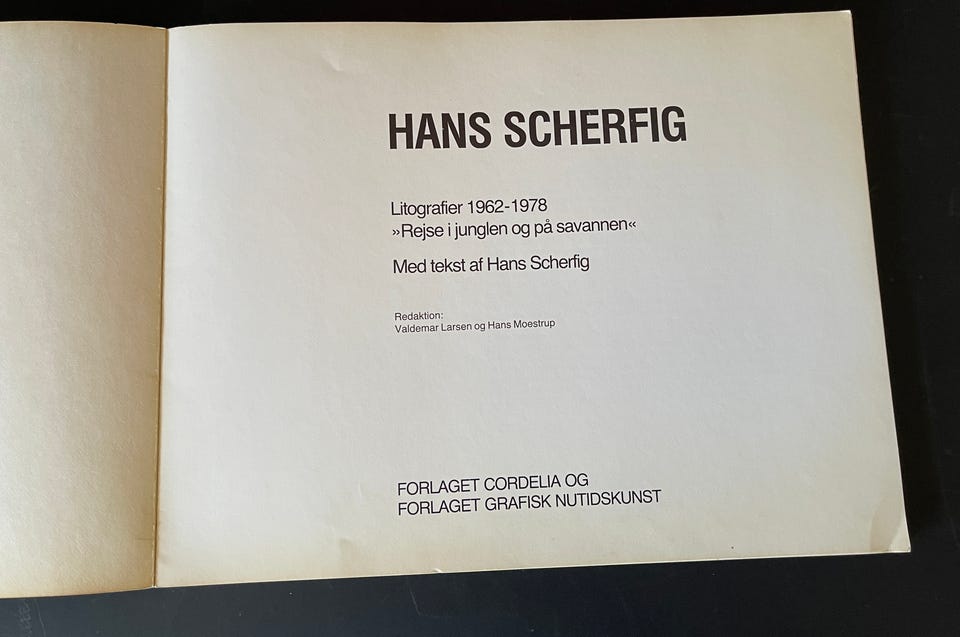 HANS SCHERFIG
Litografier 1962-1978
»Rejse i junglen og på savannen«
Med tekst af Hans Scherfig
Redaktion:
Valdemar Larsen og Hans Moestrup
FORLAGET CORDELIA OG
FORLAGET GRAFISK NUTIDSKUNST